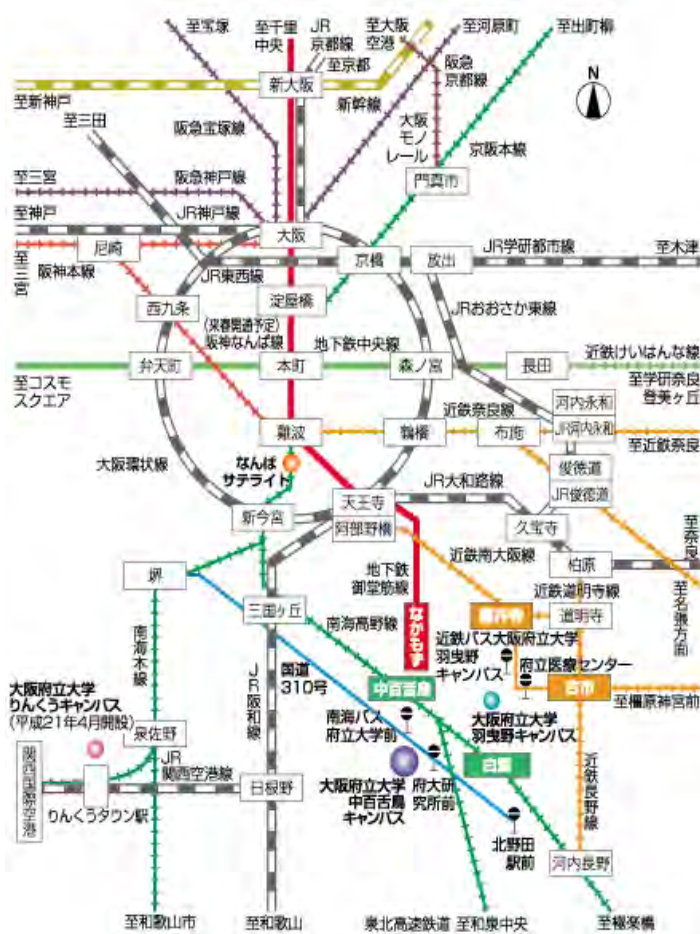 至宝塚
至千里
中央
JR
京都線
至京都
至大阪
空港
至河原町
至出町柳
阪急
京都線
新大阪
至新神戸
新幹線
N
至三田
阪急宝塚線
大阪
モノ
レール
京阪本線
門真市
至三宮
阪急神戸線
至神戸
JR神戸線
大阪
尼崎
至三宮
阪神本線
JR東西線
京橋
放出
JR学研都市線
至木津
淀屋橋
西九条
(来春開通予定)
阪神なんば線
JRおおさか東線
地下鉄中央線
近鉄けいはんな線
弁天町
本町
森ノ宮
長田
至コスモ
スクエア
至学研奈良
登美ヶ丘
河内永和
JR河内永和
近鉄奈良線
難波
鶴橋
布施
至近鉄奈良
なんば
サテライト
大阪環状線
俊徳道
JR俊徳道
JR大和路線
天王寺
阿部野橋
新今宮
久宝寺
至奈良
近鉄南大阪線
柏原
堺
地下鉄
御堂筋線
近鉄道明寺線
三国ヶ丘
南海高野線
なかもず
藤井寺
道明寺
至名張方面
南海本線
近鉄バス大阪府立大学
羽曳野
キャンパス
府立医療センター
JR阪和線
国道
310号
中百舌鳥
古市
至橿原神宮前
大阪府立大学
りんくうキャンパス
(平成21年4月開設)
南海バス
府立大学前
大阪府立大学
羽曳野キャンパス
泉佐野
JR
関西空港線
白鷺
近鉄長野線
関西国際空港
りんくうタウン駅
日根野
大阪府立大学
中百舌鳥
キャンパス
府大研
究所前
北野田
駅前
河内長野
至和歌山市
至和歌山
泉北高速鉄道
至和泉中央
至極楽橋